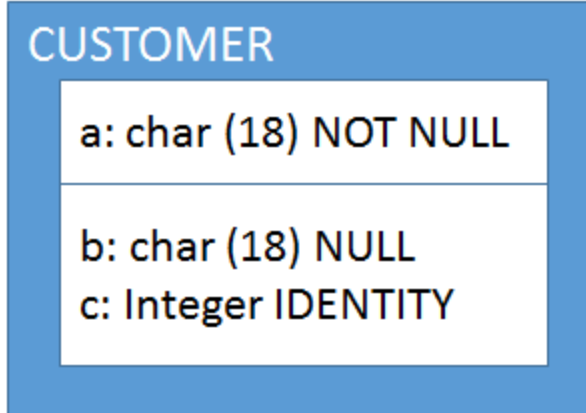 CUSTOMER
a: char (18) NOT NULL
b: char (18) NULL
c: Integer IDENTITY